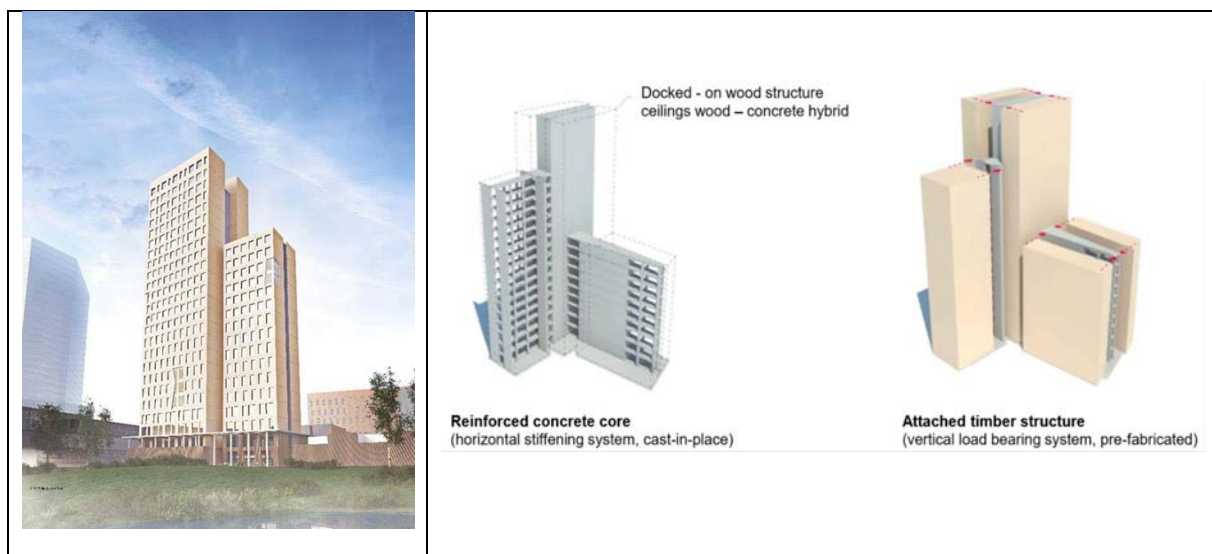 Docked - on wood structure
ceilings wood – concrete hybrid
Reinforced concrete core
(horizontal stiffening system, cast-in-place)
Attached timber structure
(vertical load bearing system, pre-fabricated)